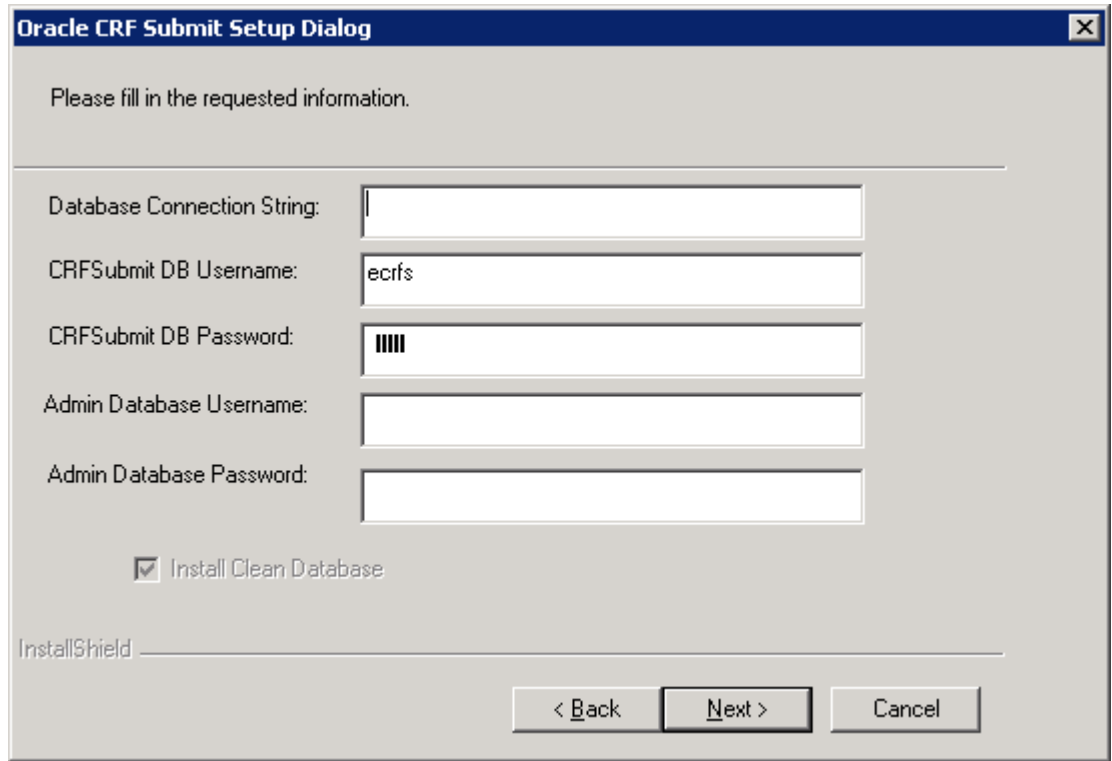 Oracle CRF Submit Setup Dialog
Please fill in the requested information.
Database Connection String:
CRFSubmit DB Username: ecrfs
CRFSubmit DB Password:
Admin Database Username:
Admin Database Password:
Install Clean Database
InstallShield
< Back Next > Cancel